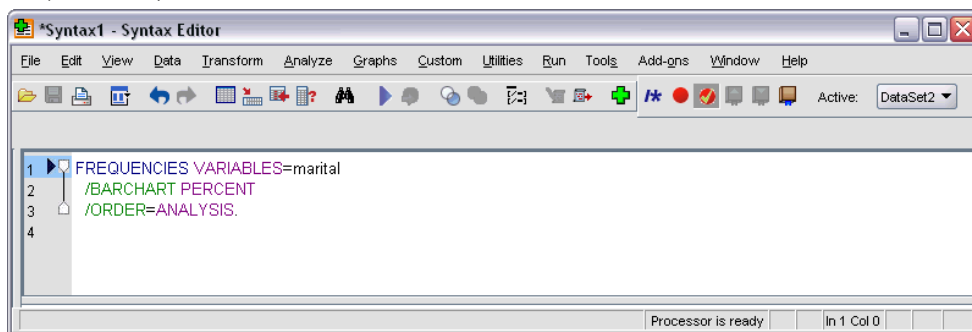 *Syntax1 - Syntax Editor
File Edit View Data Transform Analyze Graphs Custom Utilities Run Tools Add-ons Window Help
Active: DataSet2
1 FREQUENCIES VARIABLES=marital
2 /BARCHART PERCENT
3 /ORDER=ANALYSIS.
4
Processor is ready In 1 Col 0